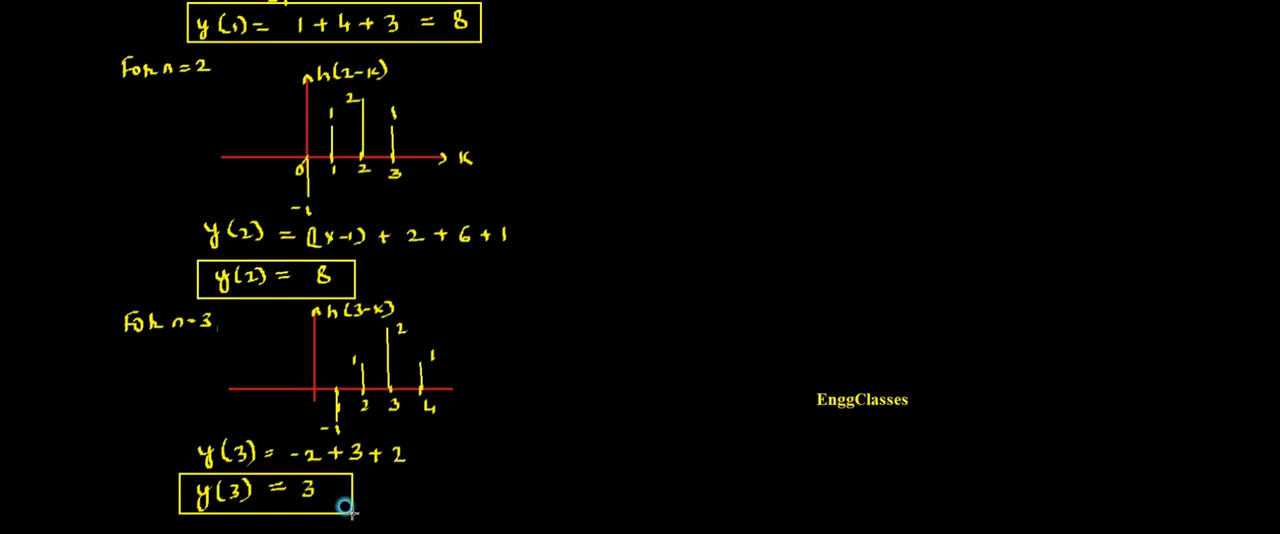 y(1) = 1 + 4 + 3 = 8
For n = 2
h(2-k)
1 2 1
0 1 2 3 k
-1
y(2) = (1x-1) + 2 + 6 + 1
y(2) = 8
For n = 3
h(3-k)
2
1 1
2 3 4
EnggClasses
-1
y(3) = -2 + 3 + 2
y(3) = 3